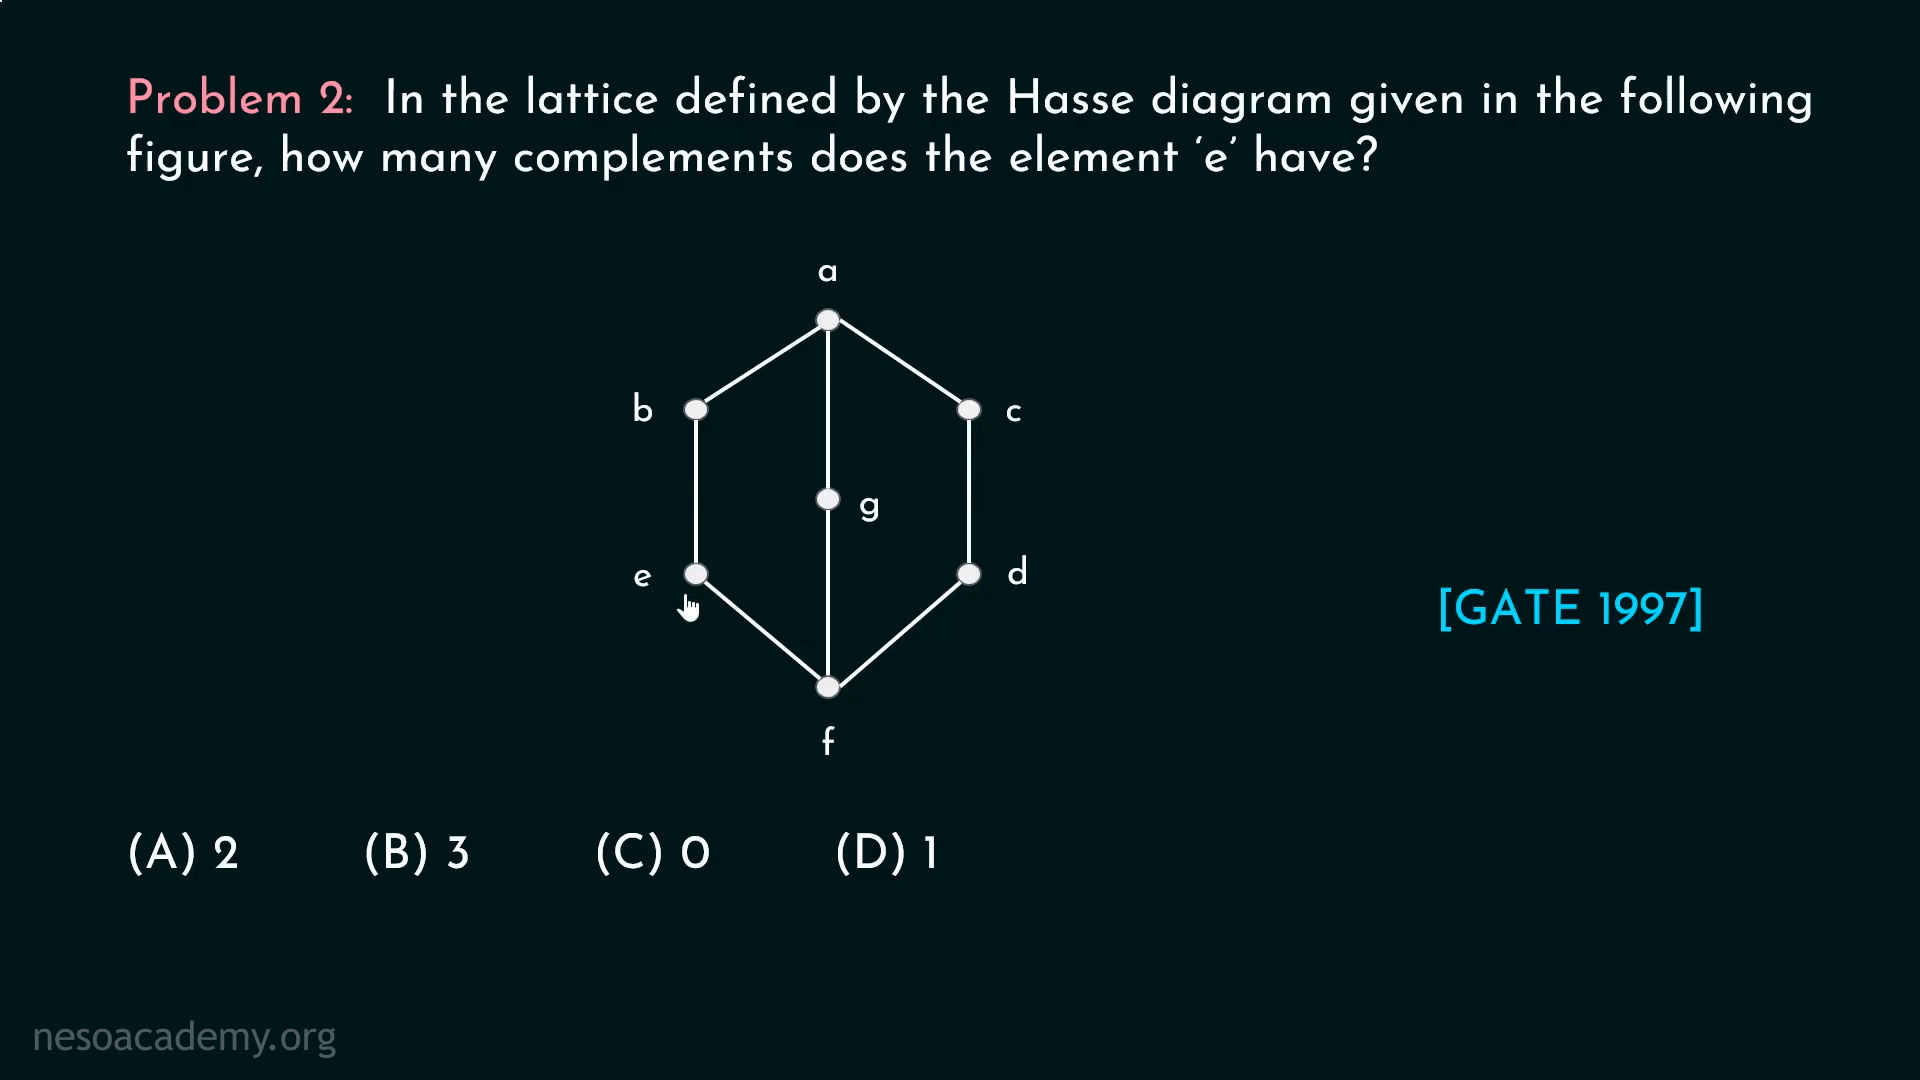 Problem 2: In the lattice defined by the Hasse diagram given in the following
figure, how many complements does the element ‘e’ have?
a
b
c
g
e
d
[GATE 1997]
f
(A) 2 (B) 3 (C) 0 (D) 1
nesoacademy.org